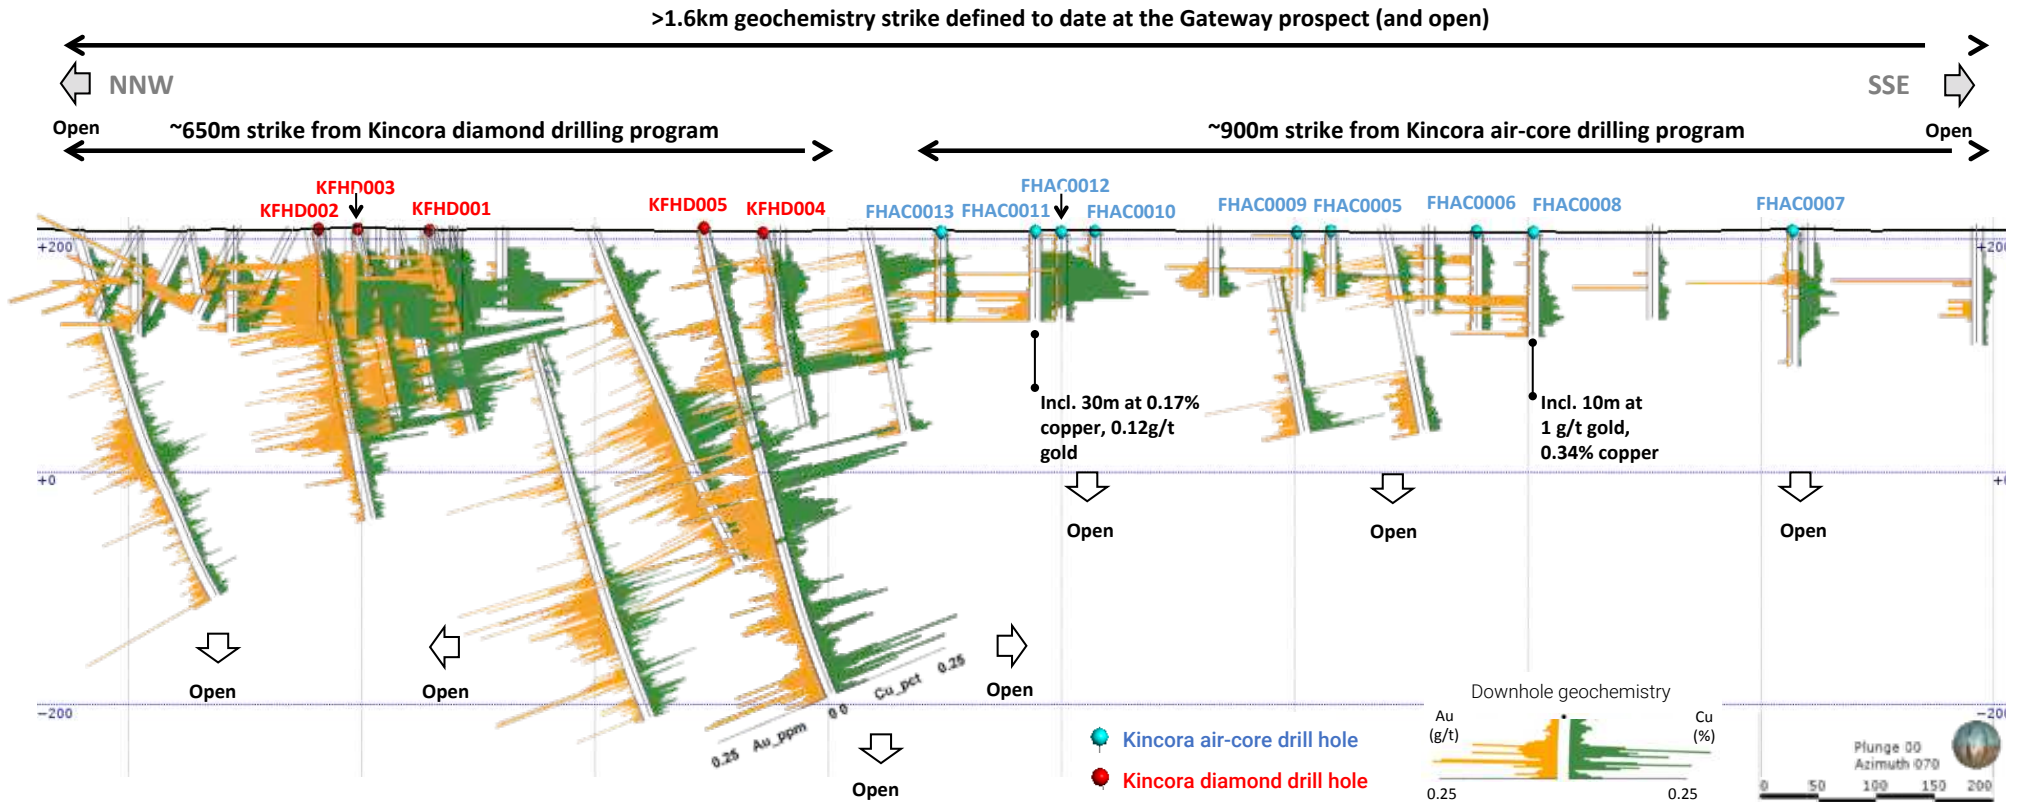 >1.6km geochemistry strike defined to date at the Gateway prospect (and open)
NNW
SSE
Open
~650m strike from Kincora diamond drilling program
~900m strike from Kincora air-core drilling program
Open
KFHD003
KFHD002
KFHD001
KFHD005
KFHD004
FHAC0012
FHAC0013
FHAC0011
FHAC0010
FHAC0009
FHAC0005
FHAC0006
FHAC0008
FHAC0007
+200
+200
Incl. 30m at 0.17%
copper, 0.12g/t
gold
Incl. 10m at
1 g/t gold,
0.34% copper
+0
+0
Open
Open
Open
Open
Open
Open
-200
-200
0.25 Au_ppm 0 0 Cu_pct 0.25
Open
Kincora air-core drill hole
Kincora diamond drill hole
Downhole geochemistry
Au
(g/t)
Cu
(%)
0.25
0.25
Plunge 00
Azimuth 070
0 50 100 150 200